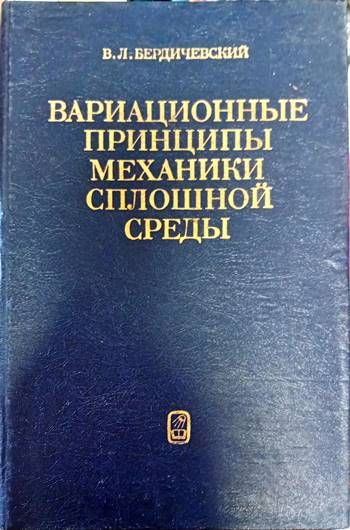 В.Л.БЕРДИЧЕВСКИЙ
ВАРИАЦИОННЫЕ
ПРИНЦИПЫ
МЕХАНИКИ
СПЛОШНОЙ
СРЕДЫ